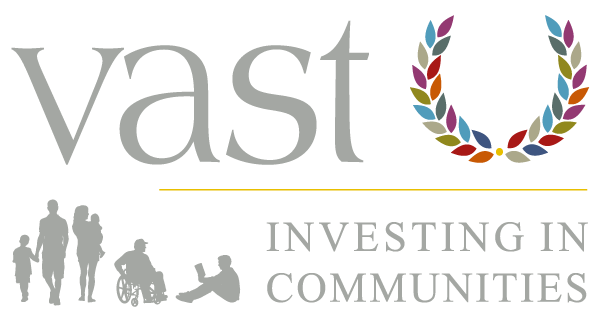 vast
INVESTING IN
COMMUNITIES